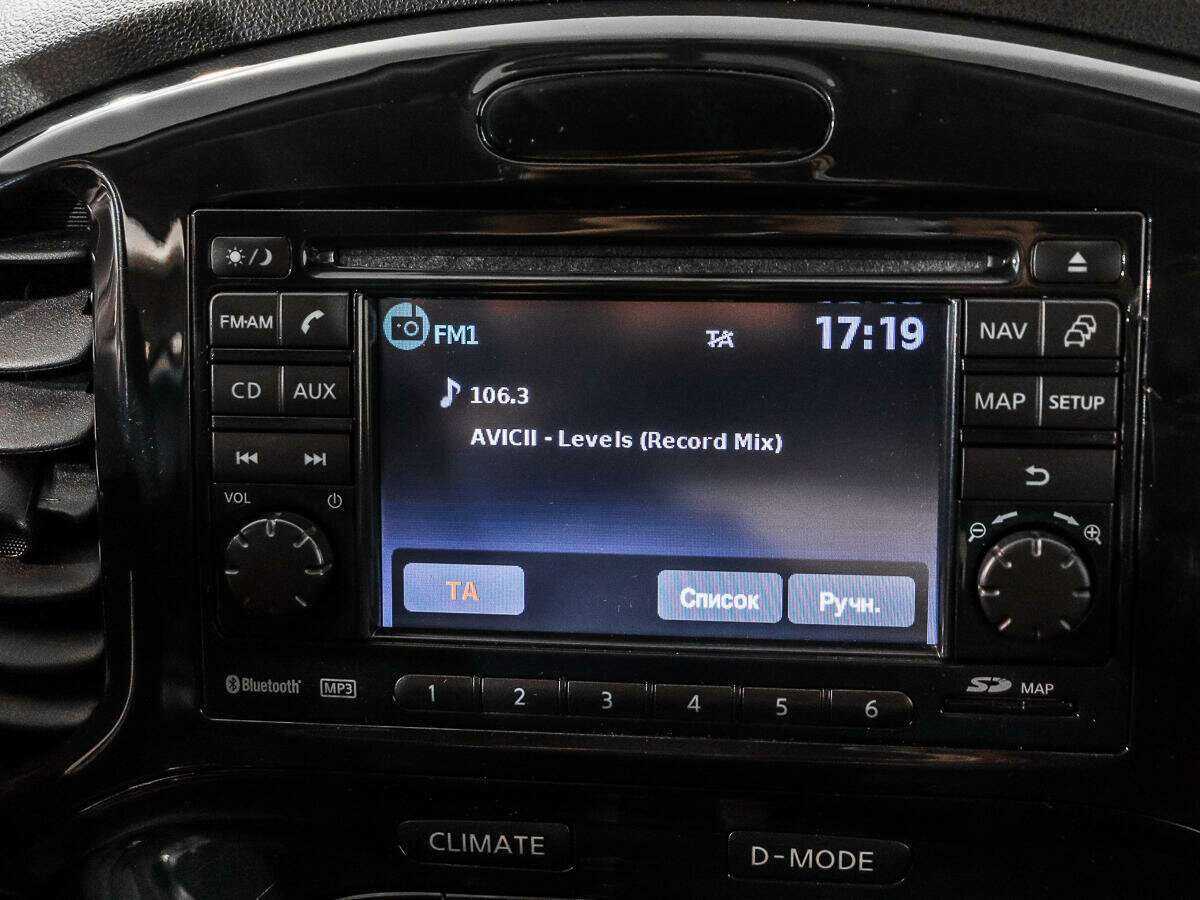 FM·AM
CD AUX
VOL
FM1 TA 17:19
106.3
AVICII - Levels (Record Mix)
TA Список Ручн.
NAV
MAP SETUP
Bluetooth MP3
1 2 3 4 5 6
SD MAP
CLIMATE D-MODE